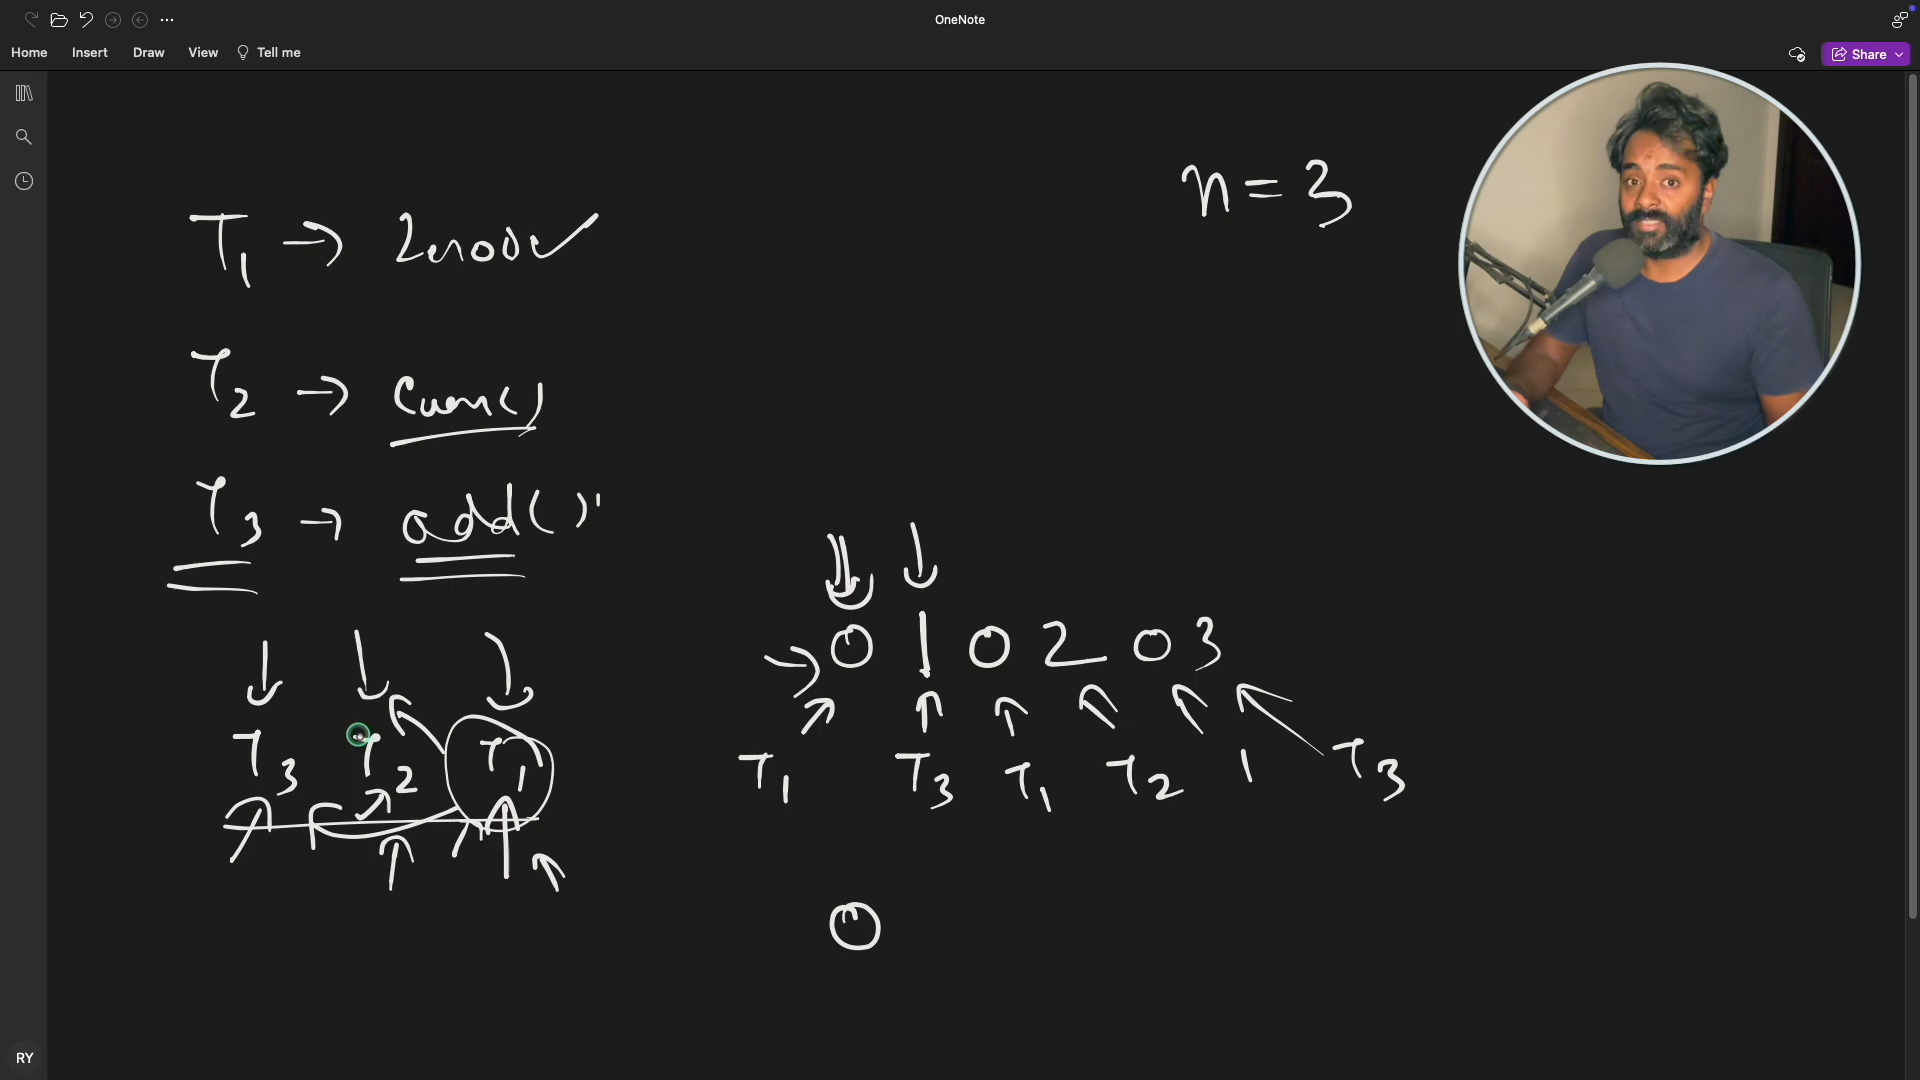 OneNote
Home Insert Draw View Tell me
Share
n = 3
T1 → Zero
T2 → even()
T3 → odd()
0 1 0 2 0 3
T3 T2 T1
T1 T3 T1 T2 1 T3
0
RY